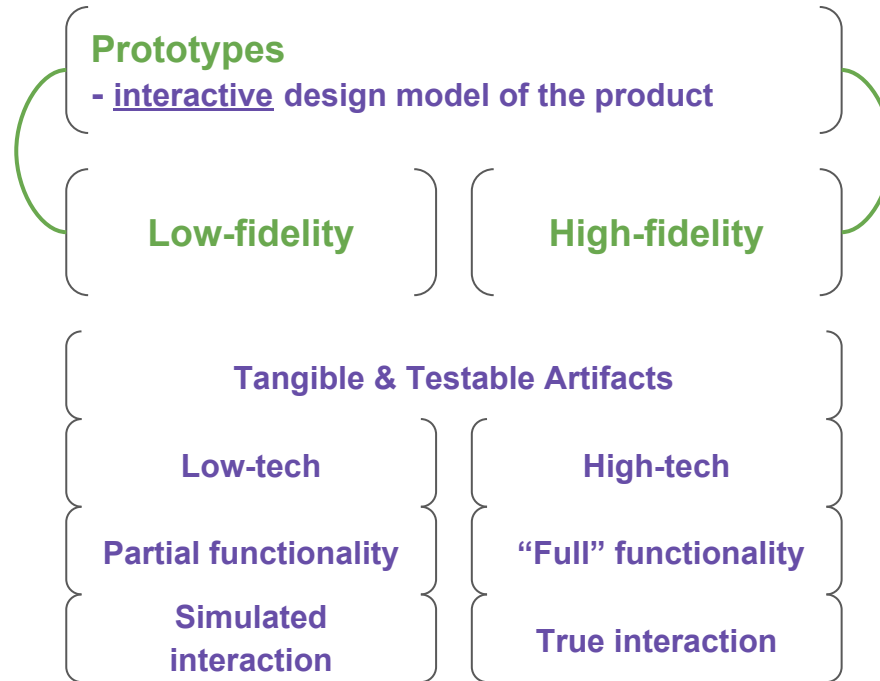 Prototypes
- interactive design model of the product
Low-fidelity
High-fidelity
Tangible & Testable Artifacts
Low-tech
High-tech
Partial functionality
“Full” functionality
Simulated
interaction
True interaction